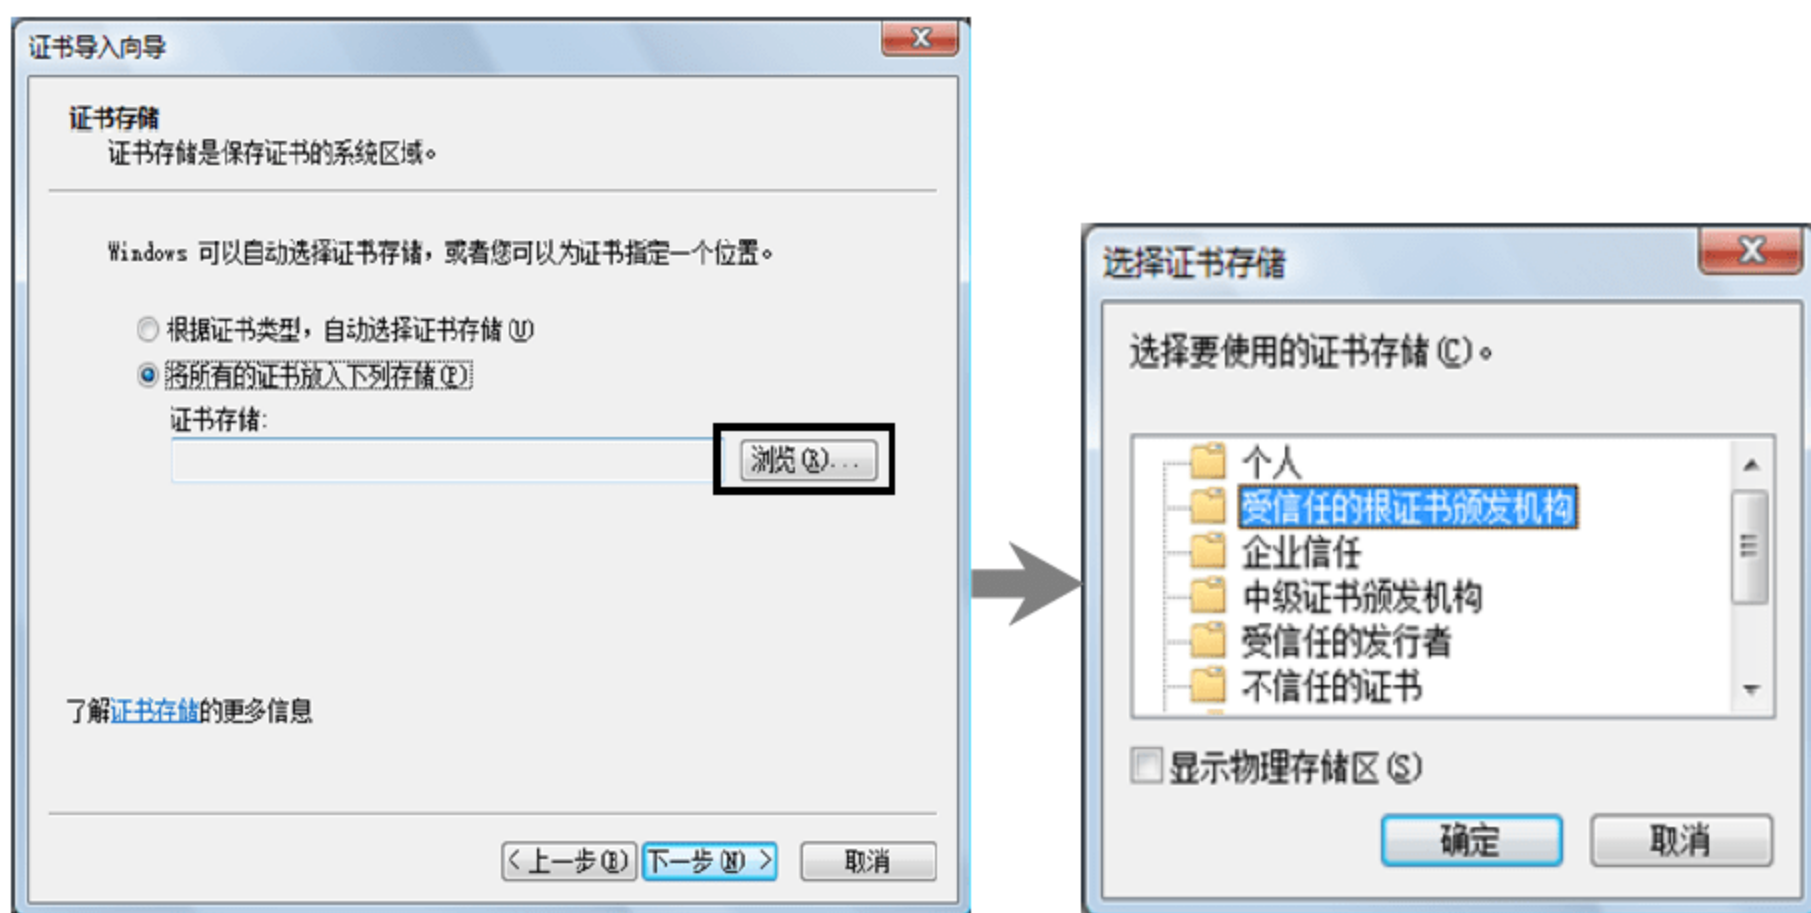 证书导入向导
证书存储
证书存储是保存证书的系统区域。
Windows 可以自动选择证书存储，或者您可以为证书指定一个位置。
根据证书类型，自动选择证书存储(U)
将所有的证书放入下列存储(P)
证书存储:
浏览(R)...
了解证书存储的更多信息
<上一步(B)
下一步(N) >
取消
选择证书存储
选择要使用的证书存储(C)。
个人
受信任的根证书颁发机构
企业信任
中级证书颁发机构
受信任的发行者
不信任的证书
显示物理存储区(S)
确定
取消